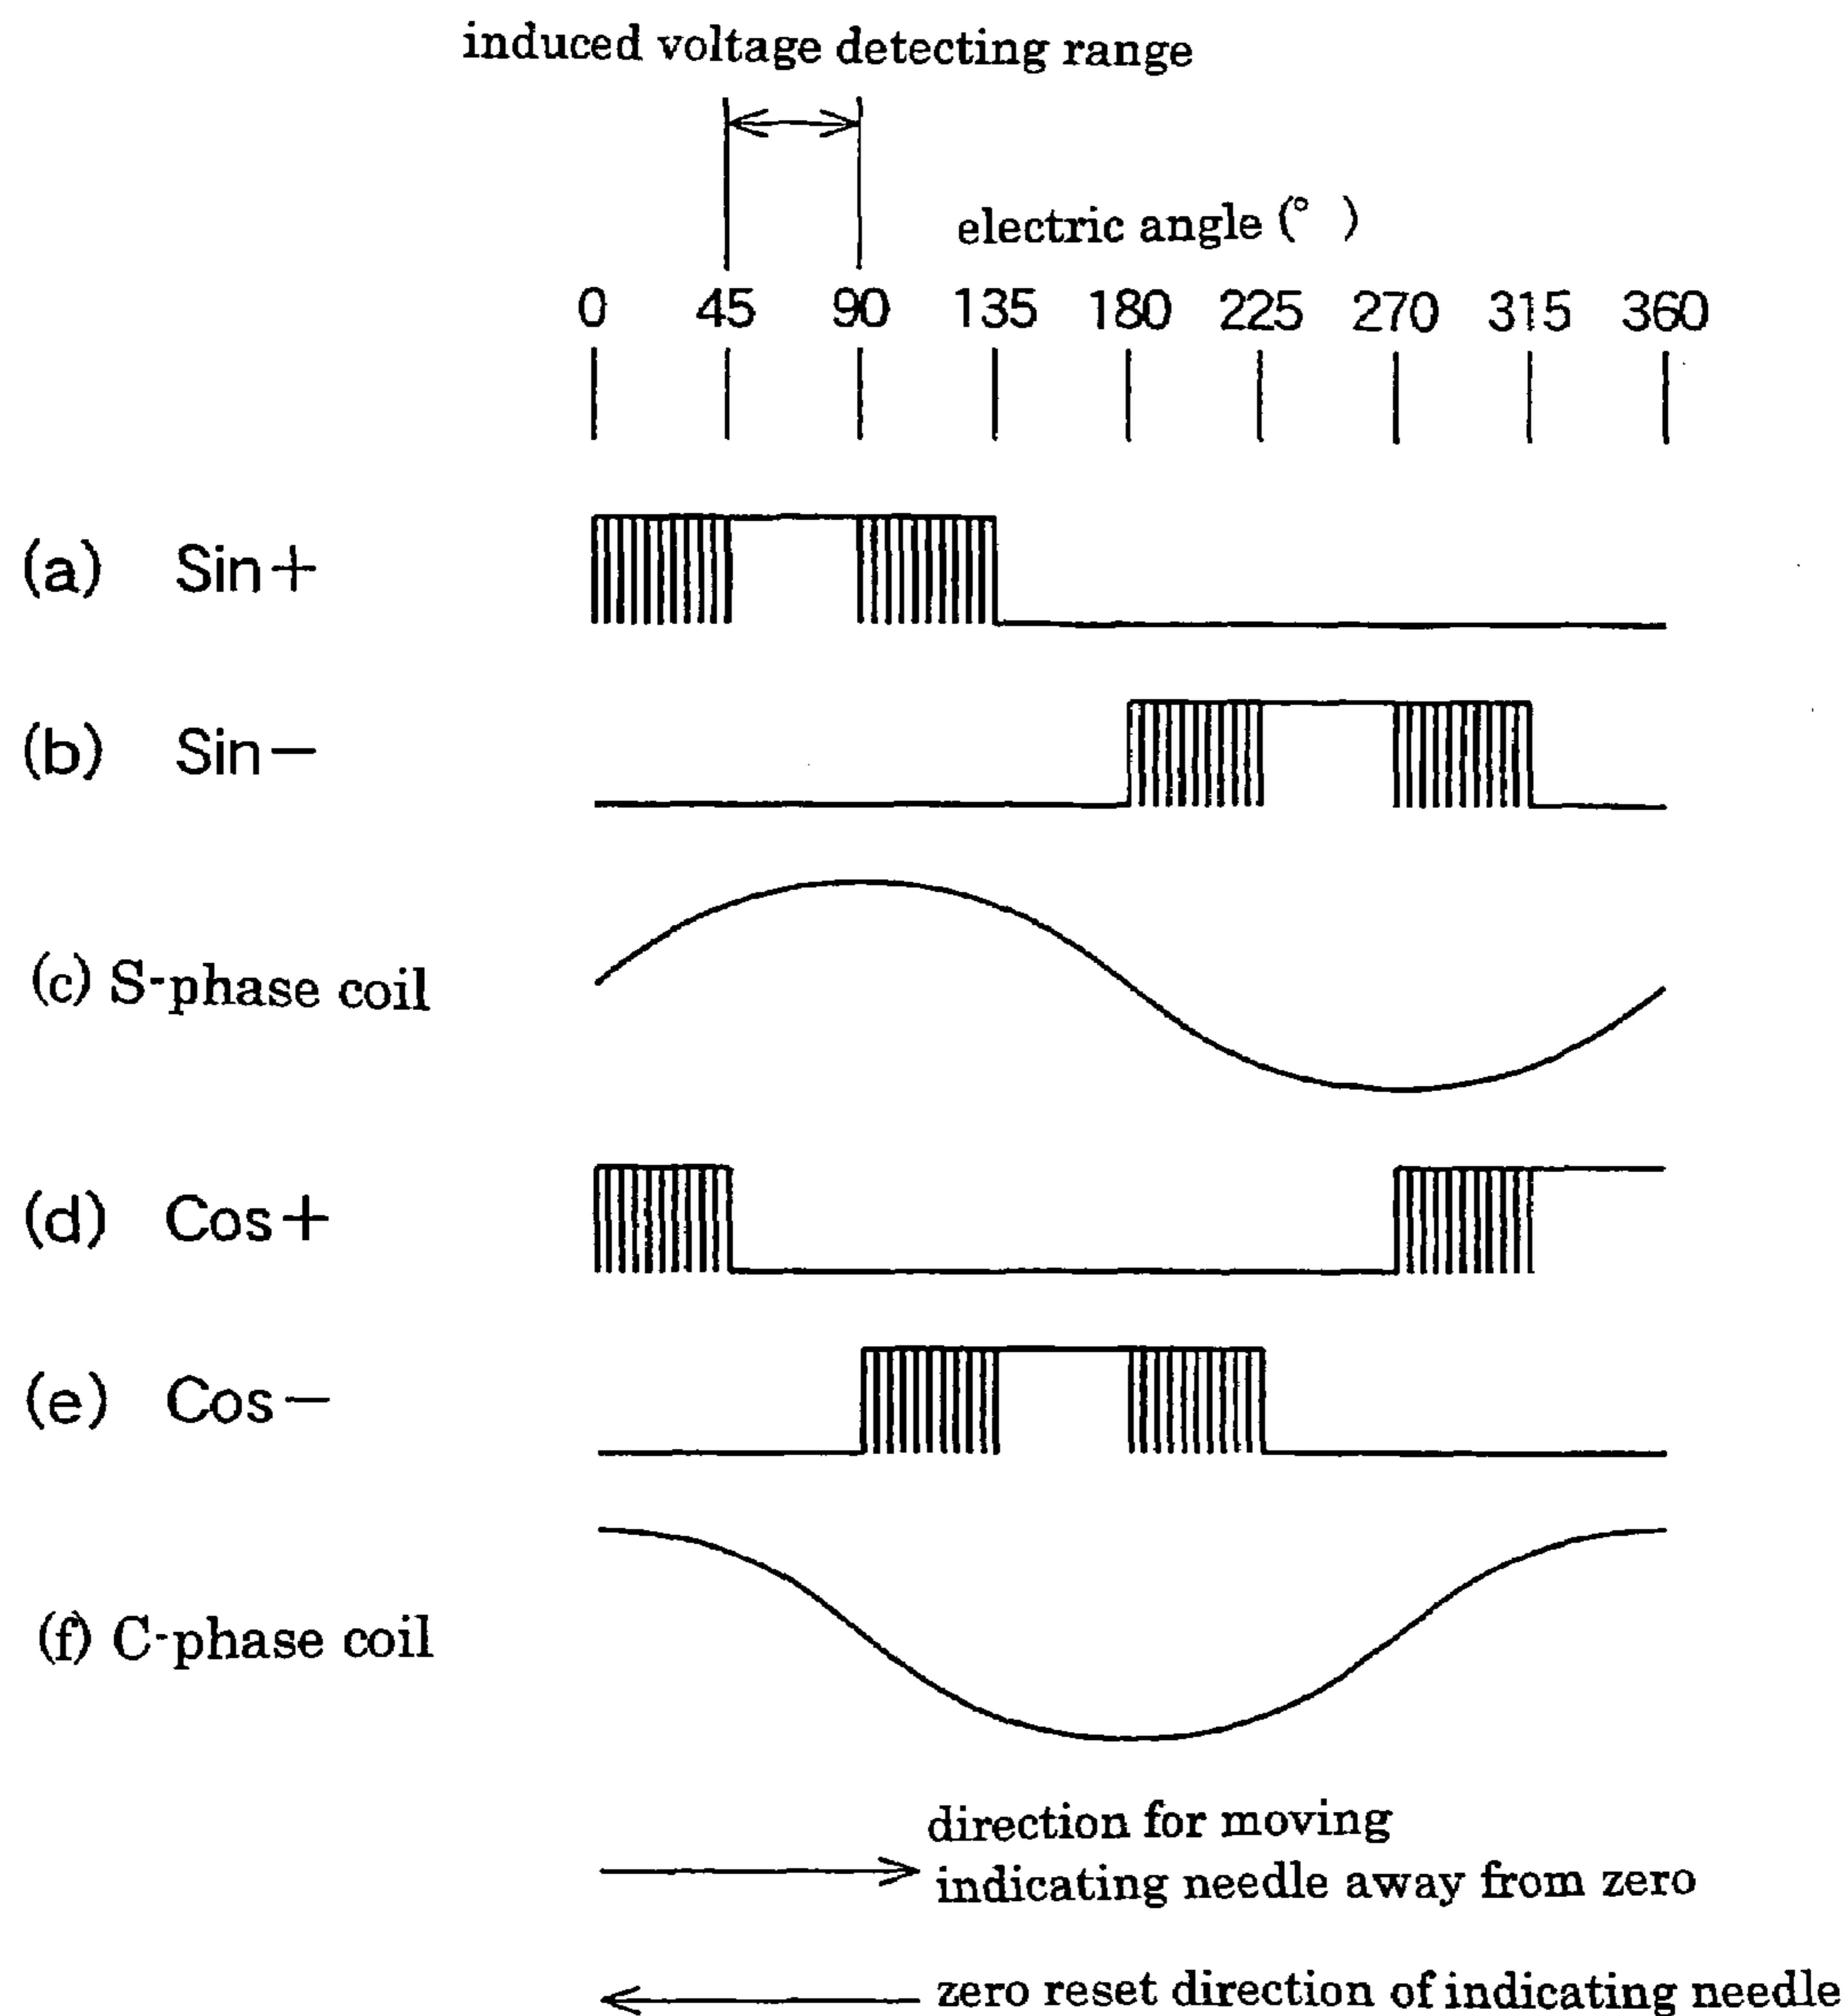 induced voltage detecting range
electric angle (° )
0 45 90 135 180 225 270 315 360
(a) Sin+
(b) Sin−
(c) S-phase coil
(d) Cos+
(e) Cos−
(f) C-phase coil
direction for moving
indicating needle away from zero
zero reset direction of indicating needle